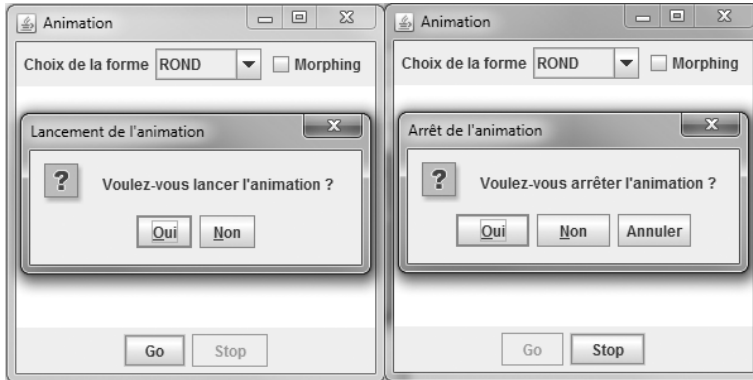 Animation
Choix de la forme ROND Morphing
Lancement de l'animation
Voulez-vous lancer l'animation ?
Oui Non
Go Stop
Animation
Choix de la forme ROND Morphing
Arrêt de l'animation
Voulez-vous arrêter l'animation ?
Oui Non Annuler
Go Stop